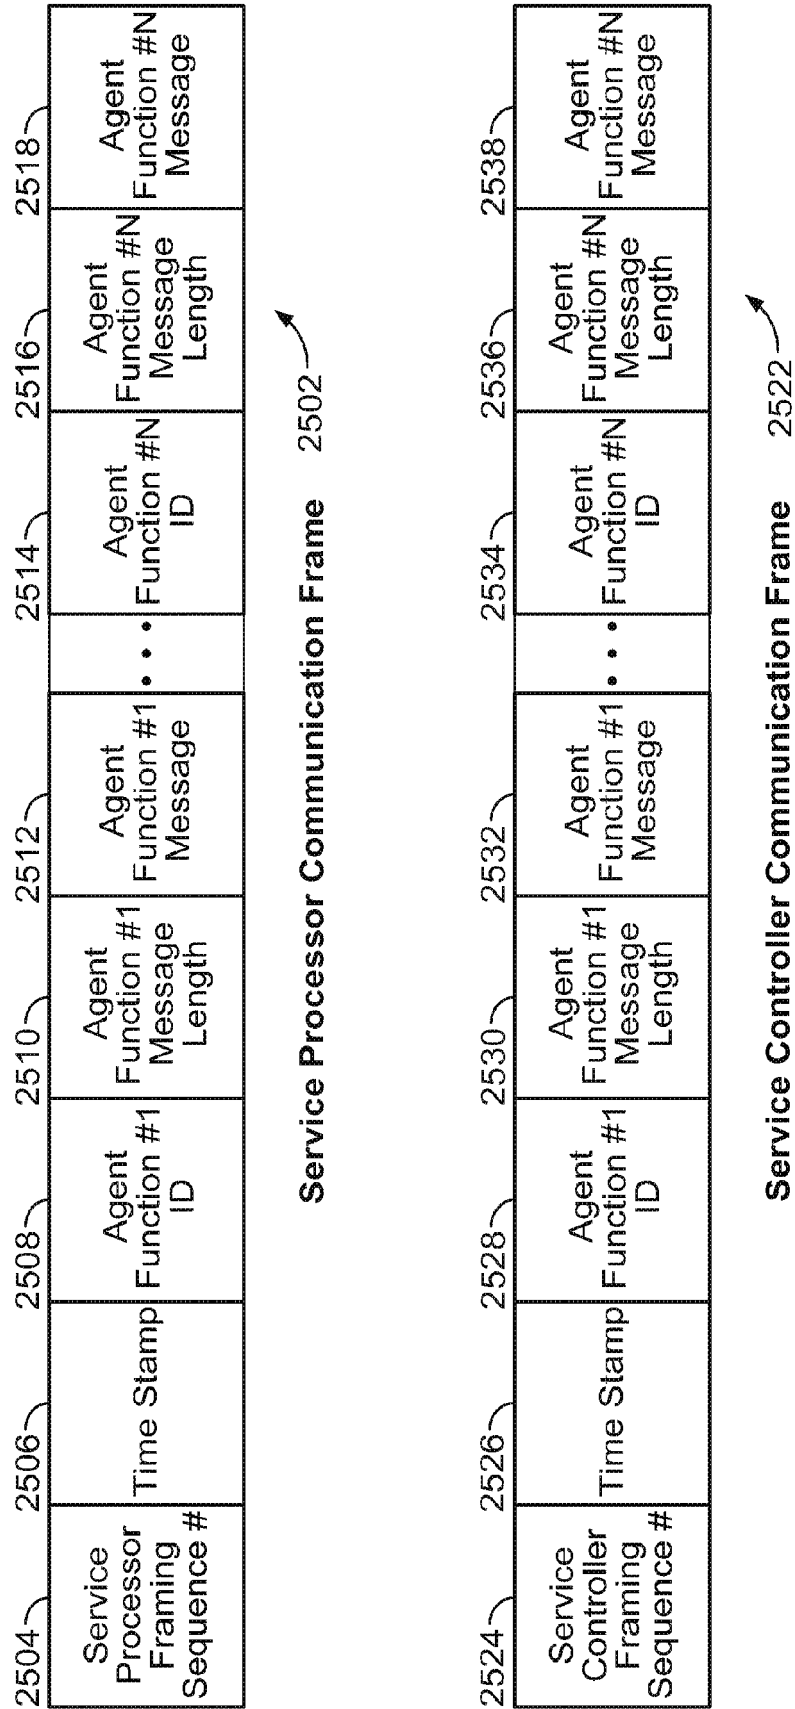 2504
2506
2508
2510
2512
2514
2516
2518
Service
Processor
Framing
Sequence #
Time Stamp
Agent
Function #1
ID
Agent
Function #1
Message
Length
Agent
Function #1
Message
• • •
Agent
Function #N
ID
Agent
Function #N
Message
Length
Agent
Function #N
Message
Service Processor Communication Frame
2502
2524
2526
2528
2530
2532
2534
2536
2538
Service
Controller
Framing
Sequence #
Time Stamp
Agent
Function #1
ID
Agent
Function #1
Message
Length
Agent
Function #1
Message
• • •
Agent
Function #N
ID
Agent
Function #N
Message
Length
Agent
Function #N
Message
Service Controller Communication Frame
2522